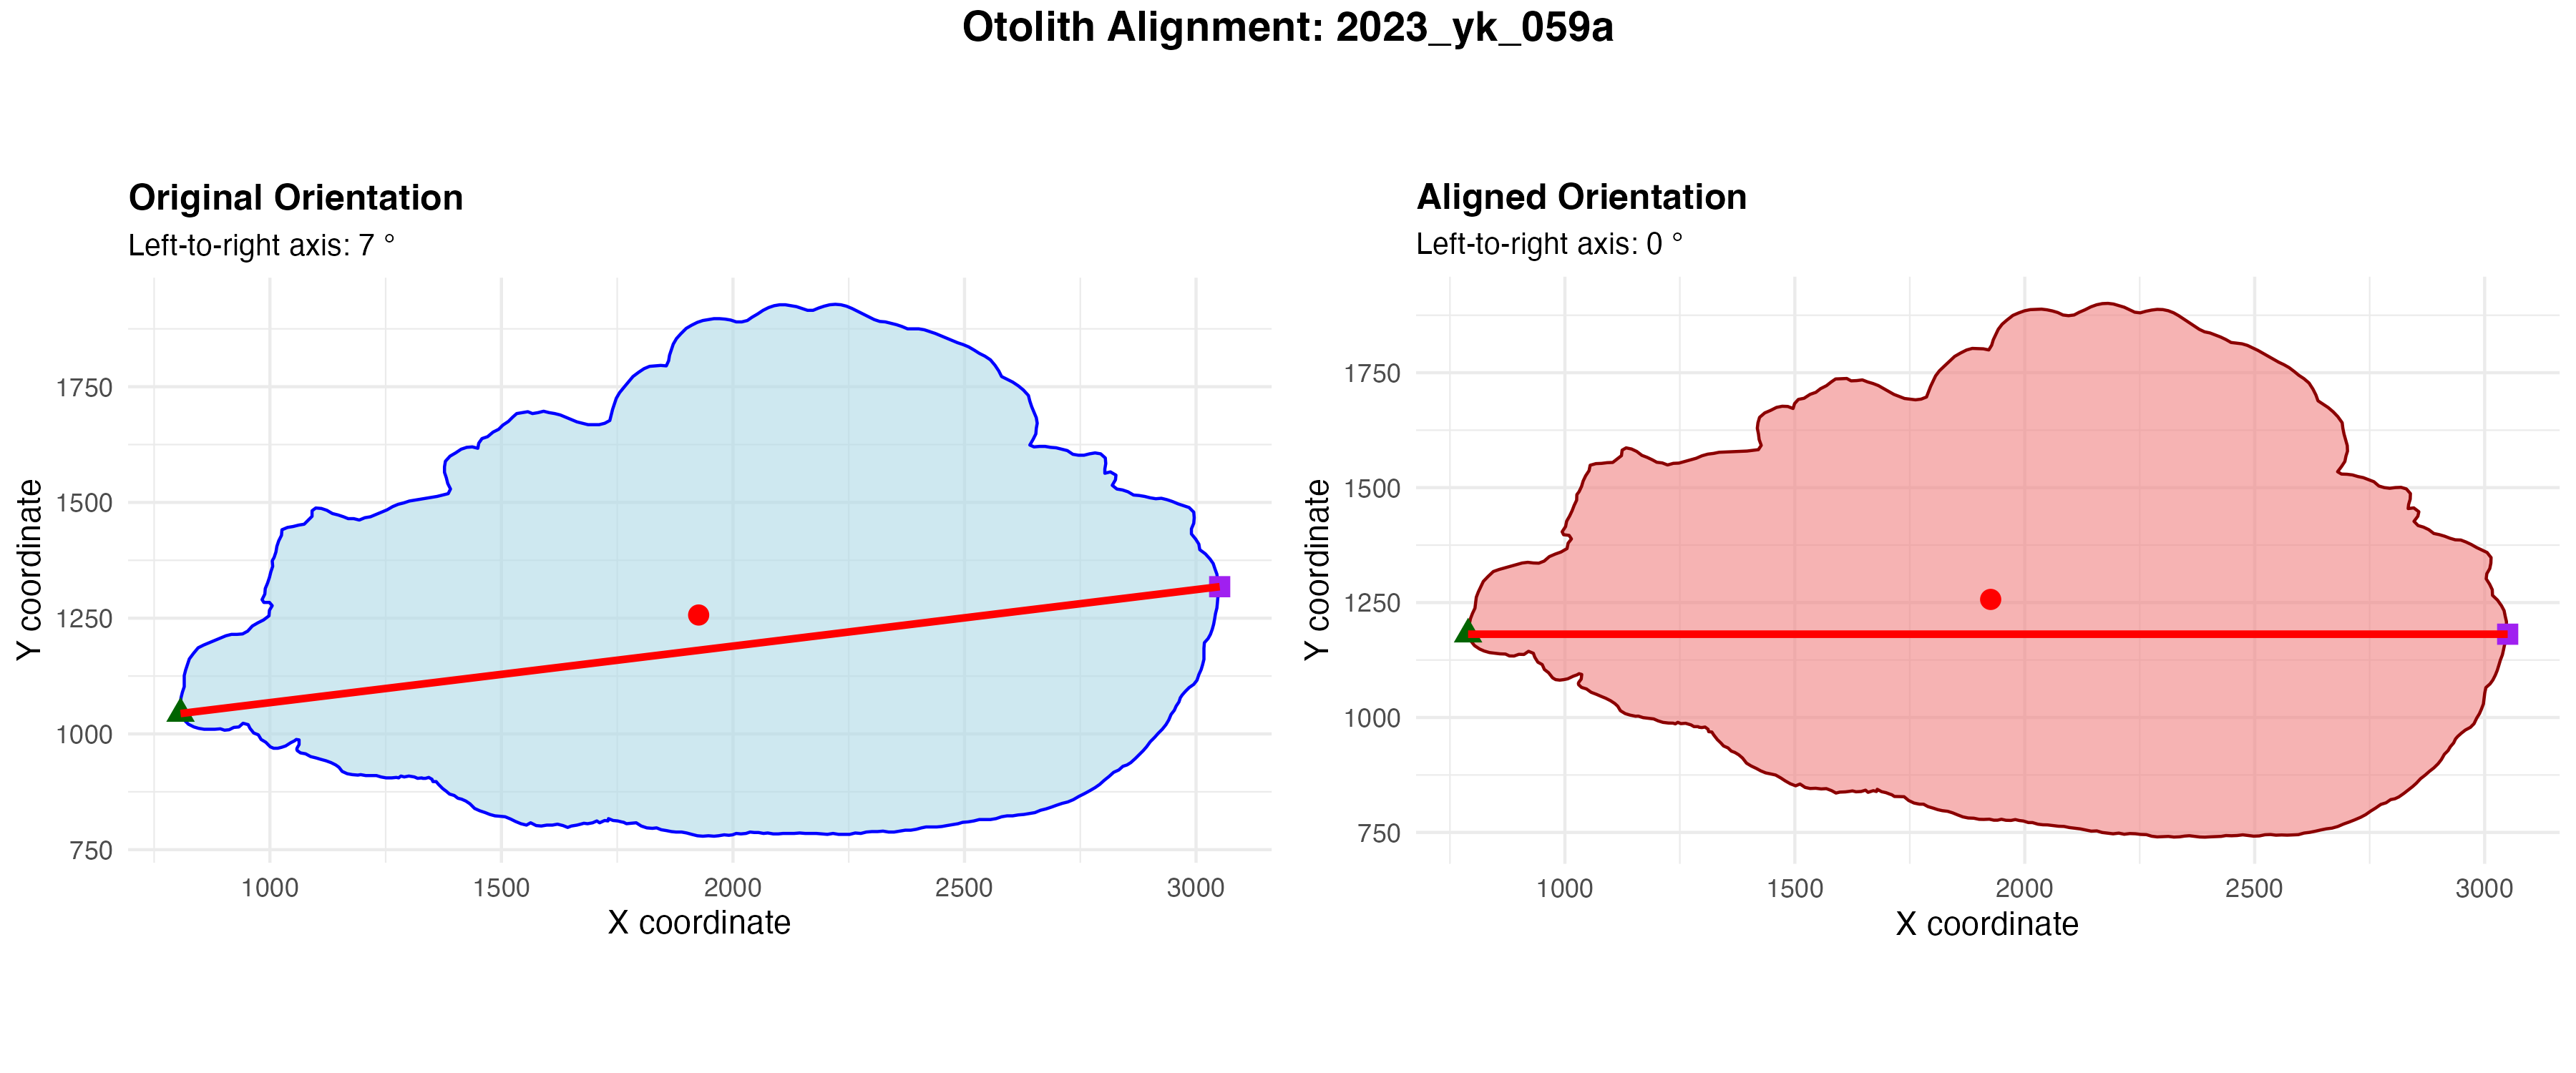 Otolith Alignment: 2023_yk_059a
Original Orientation
Left-to-right axis: 7 °
Y coordinate
1750
1500
1250
1000
750
1000 1500 2000 2500 3000
X coordinate
Aligned Orientation
Left-to-right axis: 0 °
Y coordinate
1750
1500
1250
1000
750
1000 1500 2000 2500 3000
X coordinate